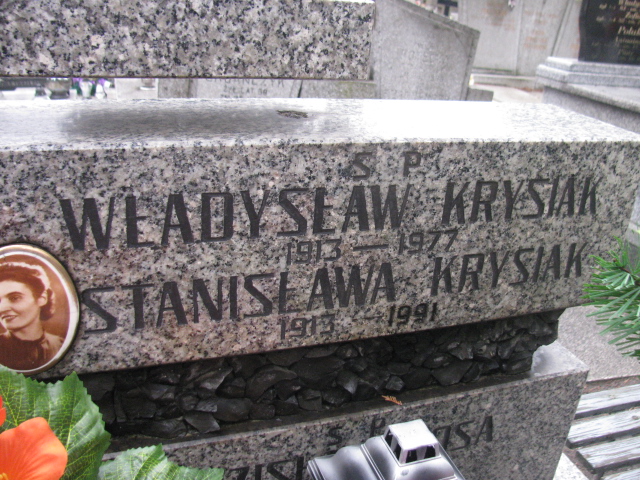 S P
WŁADYSŁAW KRYSIAK
1913 — 1977
STANISŁAWA KRYSIAK
1913 - 1991